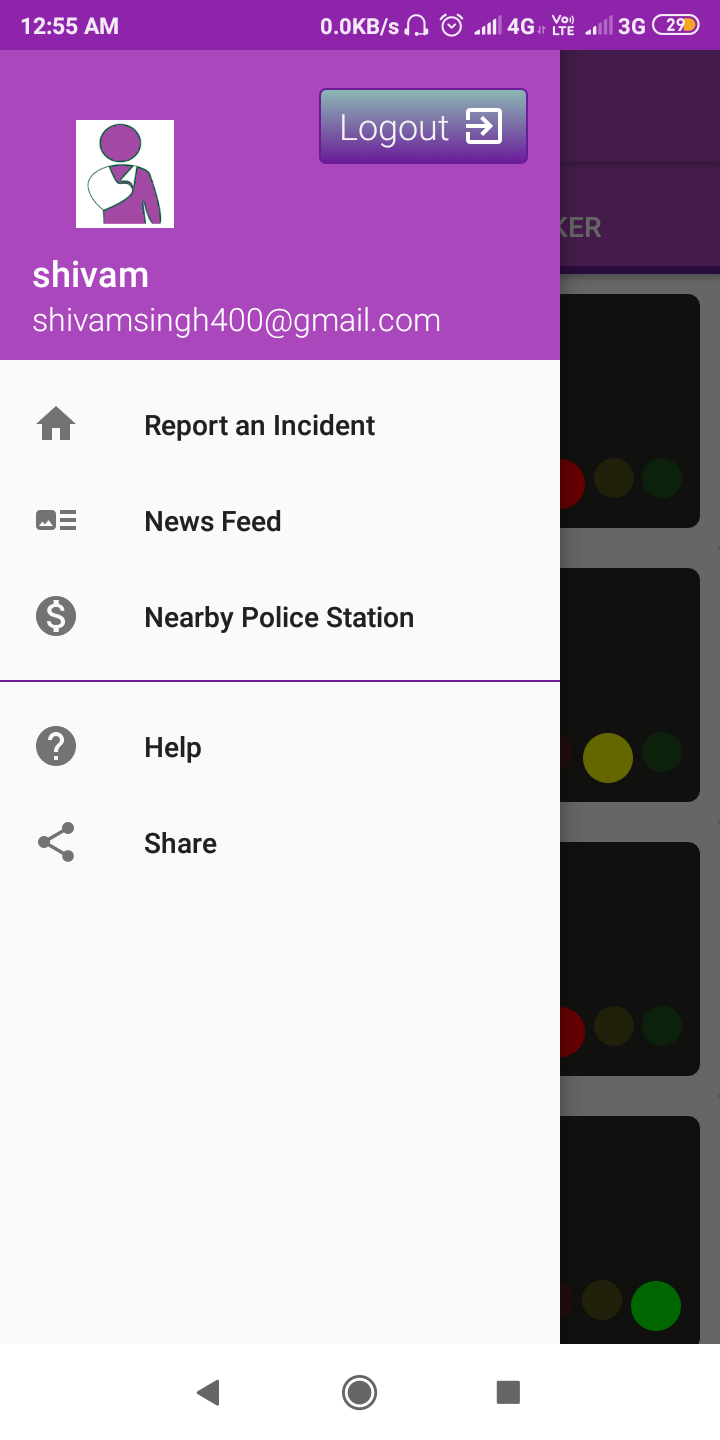 12:55 AM 0.0KB/s 4G Vo) LTE 3G 29
Logout
KER
shivam
shivamsingh400@gmail.com
Report an Incident
News Feed
Nearby Police Station
Help
Share